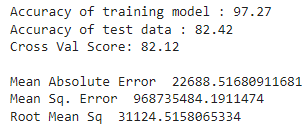 Accuracy of training model : 97.27
Accuracy of test data : 82.42
Cross Val Score: 82.12
Mean Absolute Error  22688.51680911681
Mean Sq. Error  968735484.1911474
Root Mean Sq  31124.5158065334